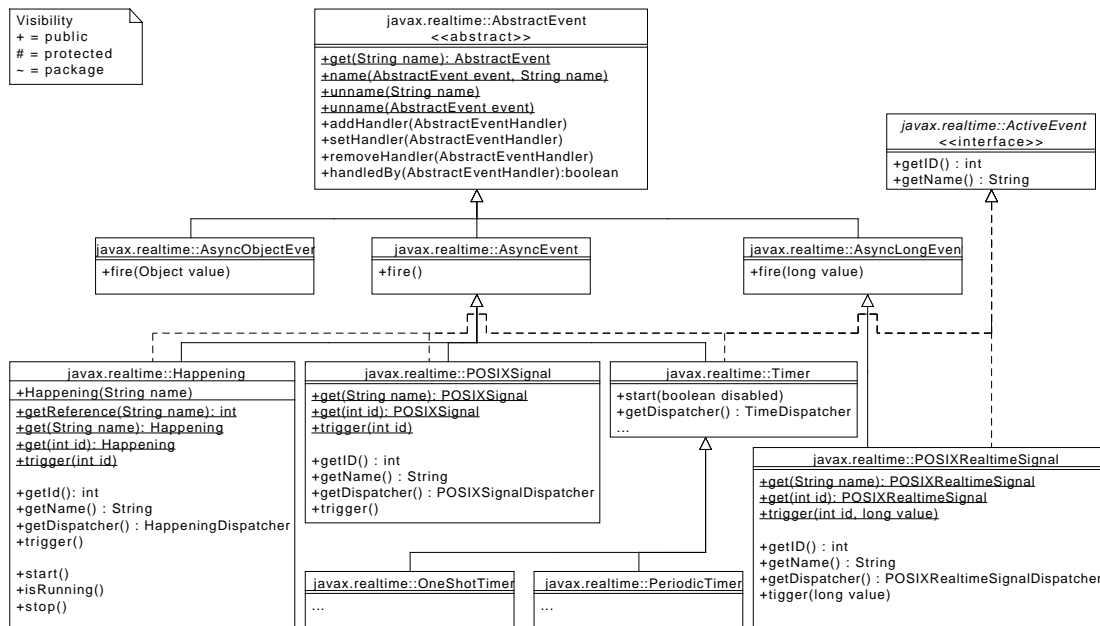 Visibility
+ = public
# = protected
~ = package
javax.realtime::AbstractEvent
<<abstract>>
+get(String name): AbstractEvent
+name(AbstractEvent event, String name)
+unname(String name)
+unname(AbstractEvent event)
+addHandler(AbstractEventHandler)
+setHandler(AbstractEventHandler)
+removeHandler(AbstractEventHandler)
+handledBy(AbstractEventHandler):boolean
javax.realtime::ActiveEvent
<<interface>>
+getID() : int
+getName() : String
javax.realtime::AsyncObjectEven
+fire(Object value)
javax.realtime::AsyncEvent
+fire()
javax.realtime::AsyncLongEven
+fire(long value)
javax.realtime::Happening
+Happening(String name)
+getReference(String name): int
+get(String name): Happening
+get(int id): Happening
+trigger(int id)
+getId(): int
+getName() : String
+getDispatcher() : HappeningDispatcher
+trigger()
+start()
+isRunning()
+stop()
javax.realtime::POSIXSignal
+get(String name): POSIXSignal
+get(int id): POSIXSignal
+trigger(int id)
+getID() : int
+getName() : String
+getDispatcher() : POSIXSignalDispatcher
+trigger()
javax.realtime::Timer
+start(boolean disabled)
+getDispatcher() : TimeDispatcher
...
javax.realtime::POSIXRealtimeSignal
+get(String name): POSIXRealtimeSignal
+get(int id): POSIXRealtimeSignal
+trigger(int id, long value)
+getID() : int
+getName() : String
+getDispatcher() : POSIXRealtimeSignalDispatcher
+tigger(long value)
javax.realtime::OneShotTimer
...
javax.realtime::PeriodicTimer
...